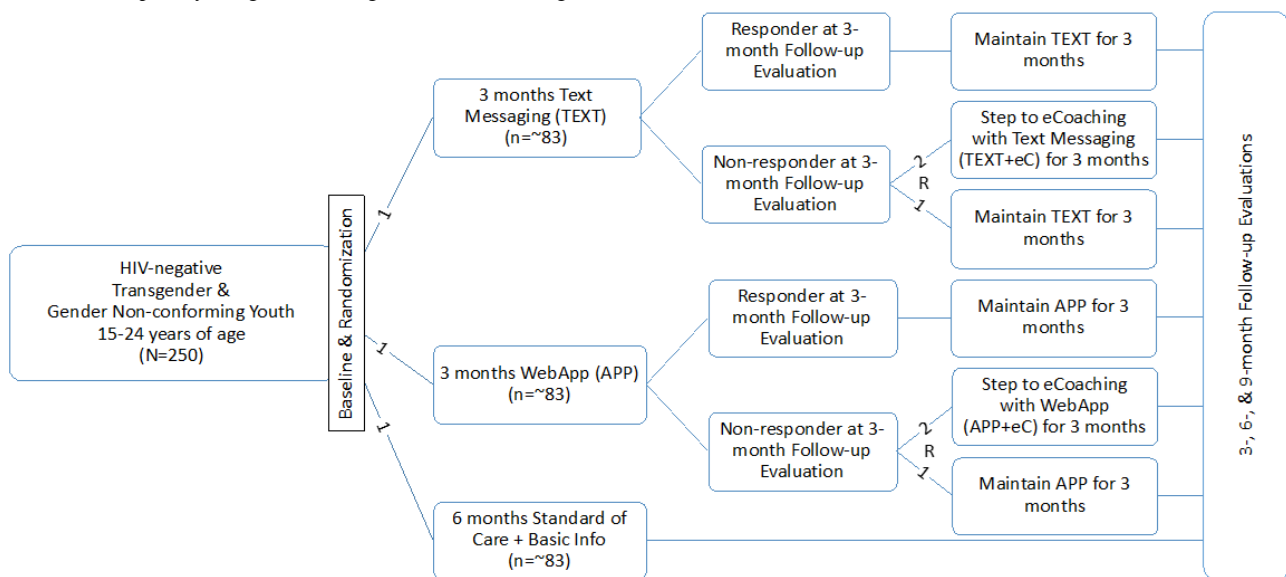 HIV-negative
Transgender &
Gender Non-conforming Youth
15-24 years of age
(N=250)
Baseline & Randomization
1
1
1
3 months Text
Messaging (TEXT)
(n=~83)
Responder at 3-
month Follow-up
Evaluation
Maintain TEXT for 3
months
Non-responder at 3-
month Follow-up
Evaluation
2
R
1
Step to eCoaching
with Text Messaging
(TEXT+eC) for 3 months
Maintain TEXT for 3
months
3 months WebApp (APP)
(n=~83)
Responder at 3-
month Follow-up
Evaluation
Maintain APP for 3
months
Non-responder at 3-
month Follow-up
Evaluation
2
R
1
Step to eCoaching
with WebApp
(APP+eC) for 3 months
Maintain APP for 3
months
6 months Standard of
Care + Basic Info
(n=~83)
3-, 6-, & 9-month Follow-up Evaluations